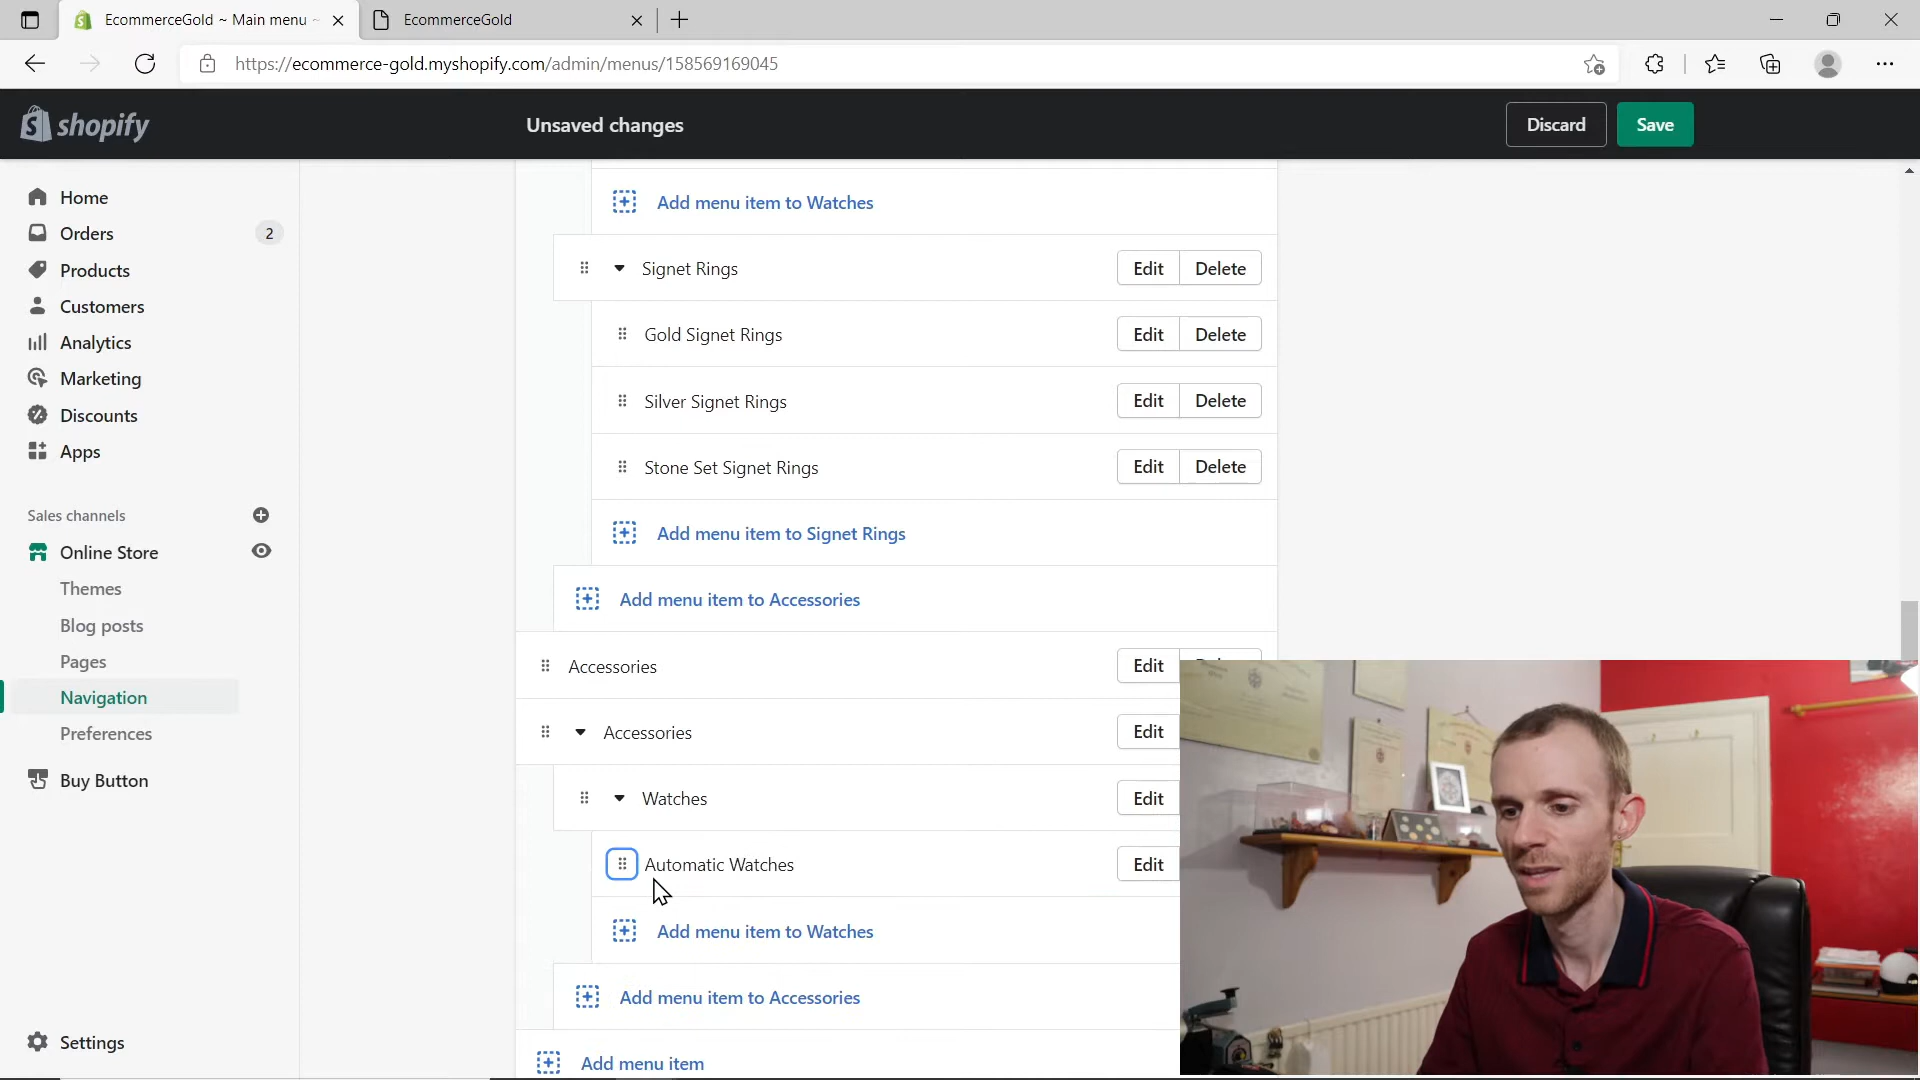 EcommerceGold ~ Main menu ~
EcommerceGold
https://ecommerce-gold.myshopify.com/admin/menus/158569169045
shopify
Unsaved changes
Discard
Save
Home
Orders
2
Products
Customers
Analytics
Marketing
Discounts
Apps
Sales channels
Online Store
Themes
Blog posts
Pages
Navigation
Preferences
Buy Button
Settings
Add menu item to Watches
Signet Rings
Edit
Delete
Gold Signet Rings
Edit
Delete
Silver Signet Rings
Edit
Delete
Stone Set Signet Rings
Edit
Delete
Add menu item to Signet Rings
Add menu item to Accessories
Accessories
Edit
Accessories
Edit
Watches
Edit
Automatic Watches
Edit
Add menu item to Watches
Add menu item to Accessories
Add menu item